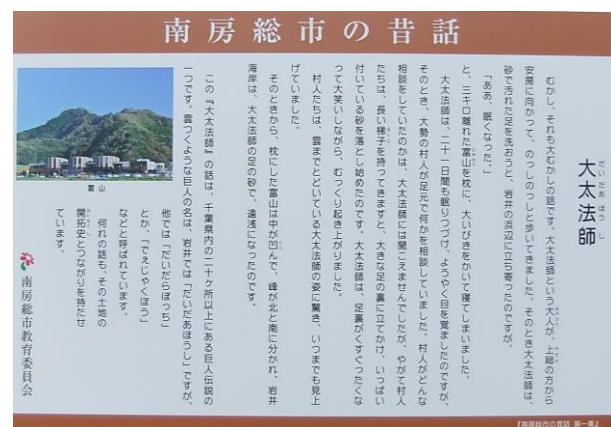 南房総市の昔話
大太法師
だいだあ ぼうし
むかし、それも大むかしの話です。大太法師という大人が、上総の方から
安房に向かって、のっしのっしと歩いてきました。そのとき大太法師は、
砂で汚れた足を洗おうと、岩井の浜辺に立ち寄ったのですが、
「ああ、眠くなった。」
と、三キロ離れた富山を枕に、大いびきをかいて寝てしまいました。
大太法師は、二十一日間も眠りつづけ、ようやく目を覚ましたのですが、
そのとき、大勢の村人が足元で何かを相談していました。村人がどんな
相談をしていたのかは、大太法師には聞こえませんでしたが、やがて村人
たちは、長い梯子を持ってきますと、大きな足の裏に立てかけ、いっぱい
付いている砂を落とし始めたのです。大太法師は、足裏がくすぐったくな
って大笑いしながら、むっくり起き上がりました。
村人たちは、雲までとどいている大太法師の姿に驚き、いつまでも見上
げていました。
そのときから、枕にした富山は中が凹んで、峰が北と南に分かれ、岩井
海岸は、大太法師の足の砂で、遠浅になったのです。
この『大太法師』の話は、千葉県内の二十ケ所以上にある巨人伝説の
一つです。雲つくような巨人の名は、岩井では「だいだあぼうし」ですが、
他では「だいだらぼっち」
とか、「でぇじゃくぼう」
などと呼ばれています。
何れの話も、その土地の
開拓史とつながりを持たせ
ています。
富山
南房総市教育委員会
『南房総市の昔話 第一集』